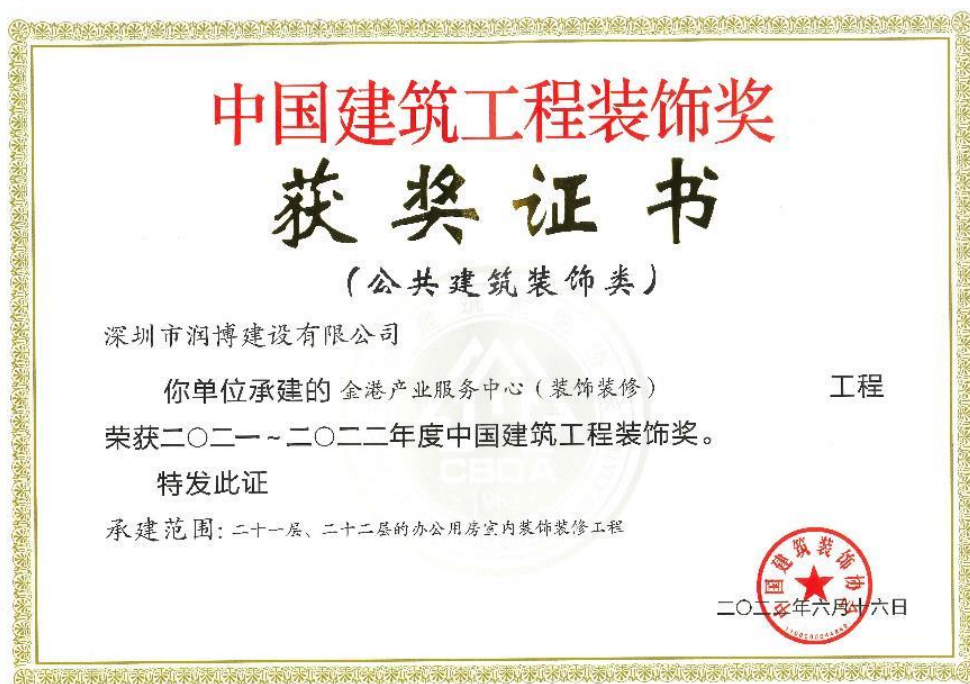 中国建筑工程装饰奖
获奖证书
(公共建筑装饰类)
深圳市润博建设有限公司
你单位承建的 金港产业服务中心(装饰装修) 工程
荣获二〇二一~二〇二二年度中国建筑工程装饰奖。
特发此证
承建范围: 二十一层、二十二层的办公用房室内装饰装修工程
中国建筑装饰协会
年六月十六日
CBDA